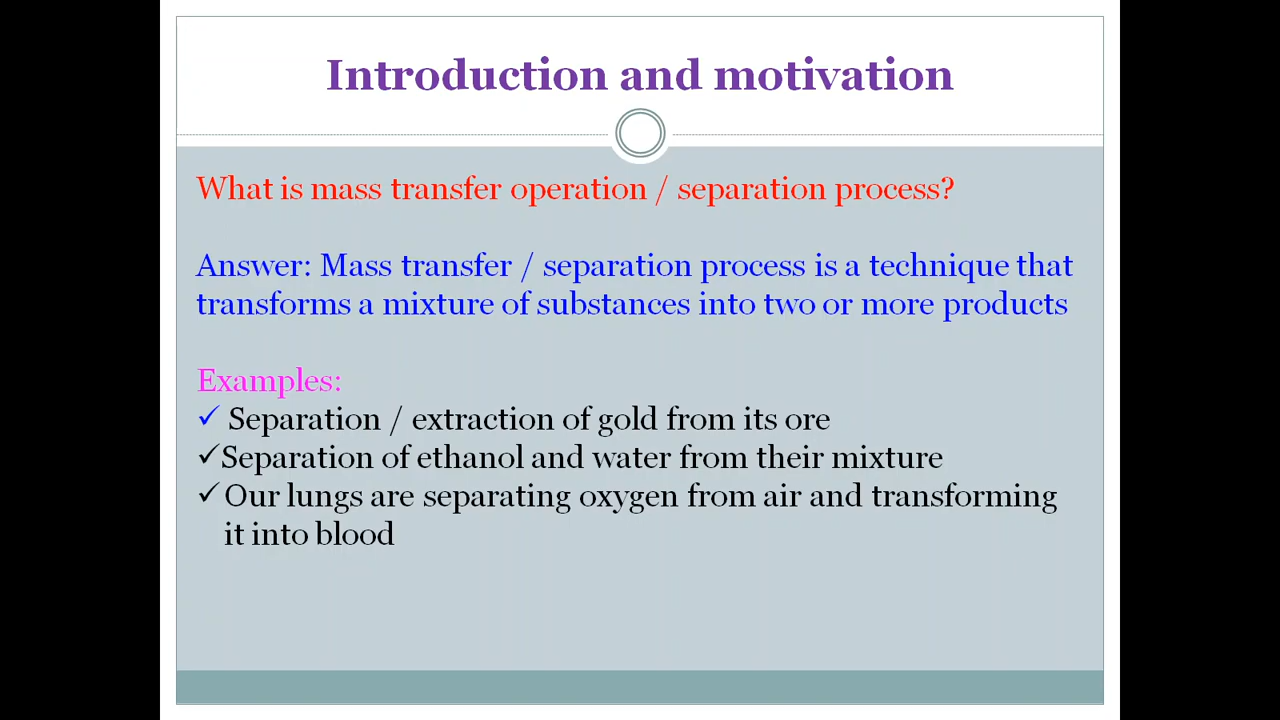 Introduction and motivation
What is mass transfer operation / separation process?
Answer: Mass transfer / separation process is a technique that
transforms a mixture of substances into two or more products
Examples:
✓ Separation / extraction of gold from its ore
✓Separation of ethanol and water from their mixture
✓Our lungs are separating oxygen from air and transforming
it into blood